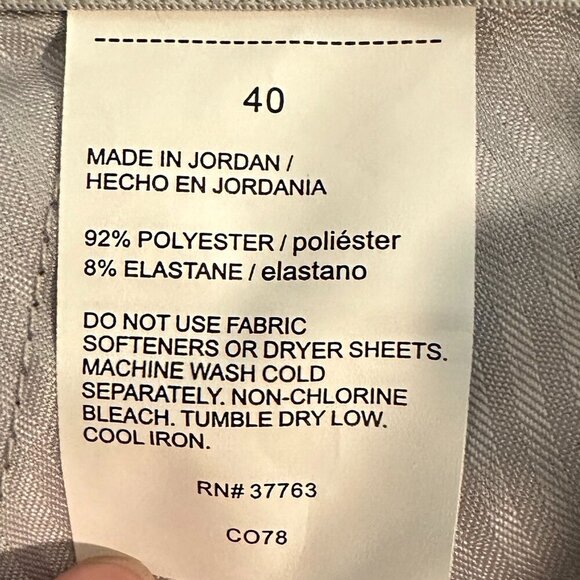 40
MADE IN JORDAN /
HECHO EN JORDANIA
92% POLYESTER / poliéster
8% ELASTANE / elastano
DO NOT USE FABRIC
SOFTENERS OR DRYER SHEETS.
MACHINE WASH COLD
SEPARATELY. NON-CHLORINE
BLEACH. TUMBLE DRY LOW.
COOL IRON.
RN# 37763
CO78